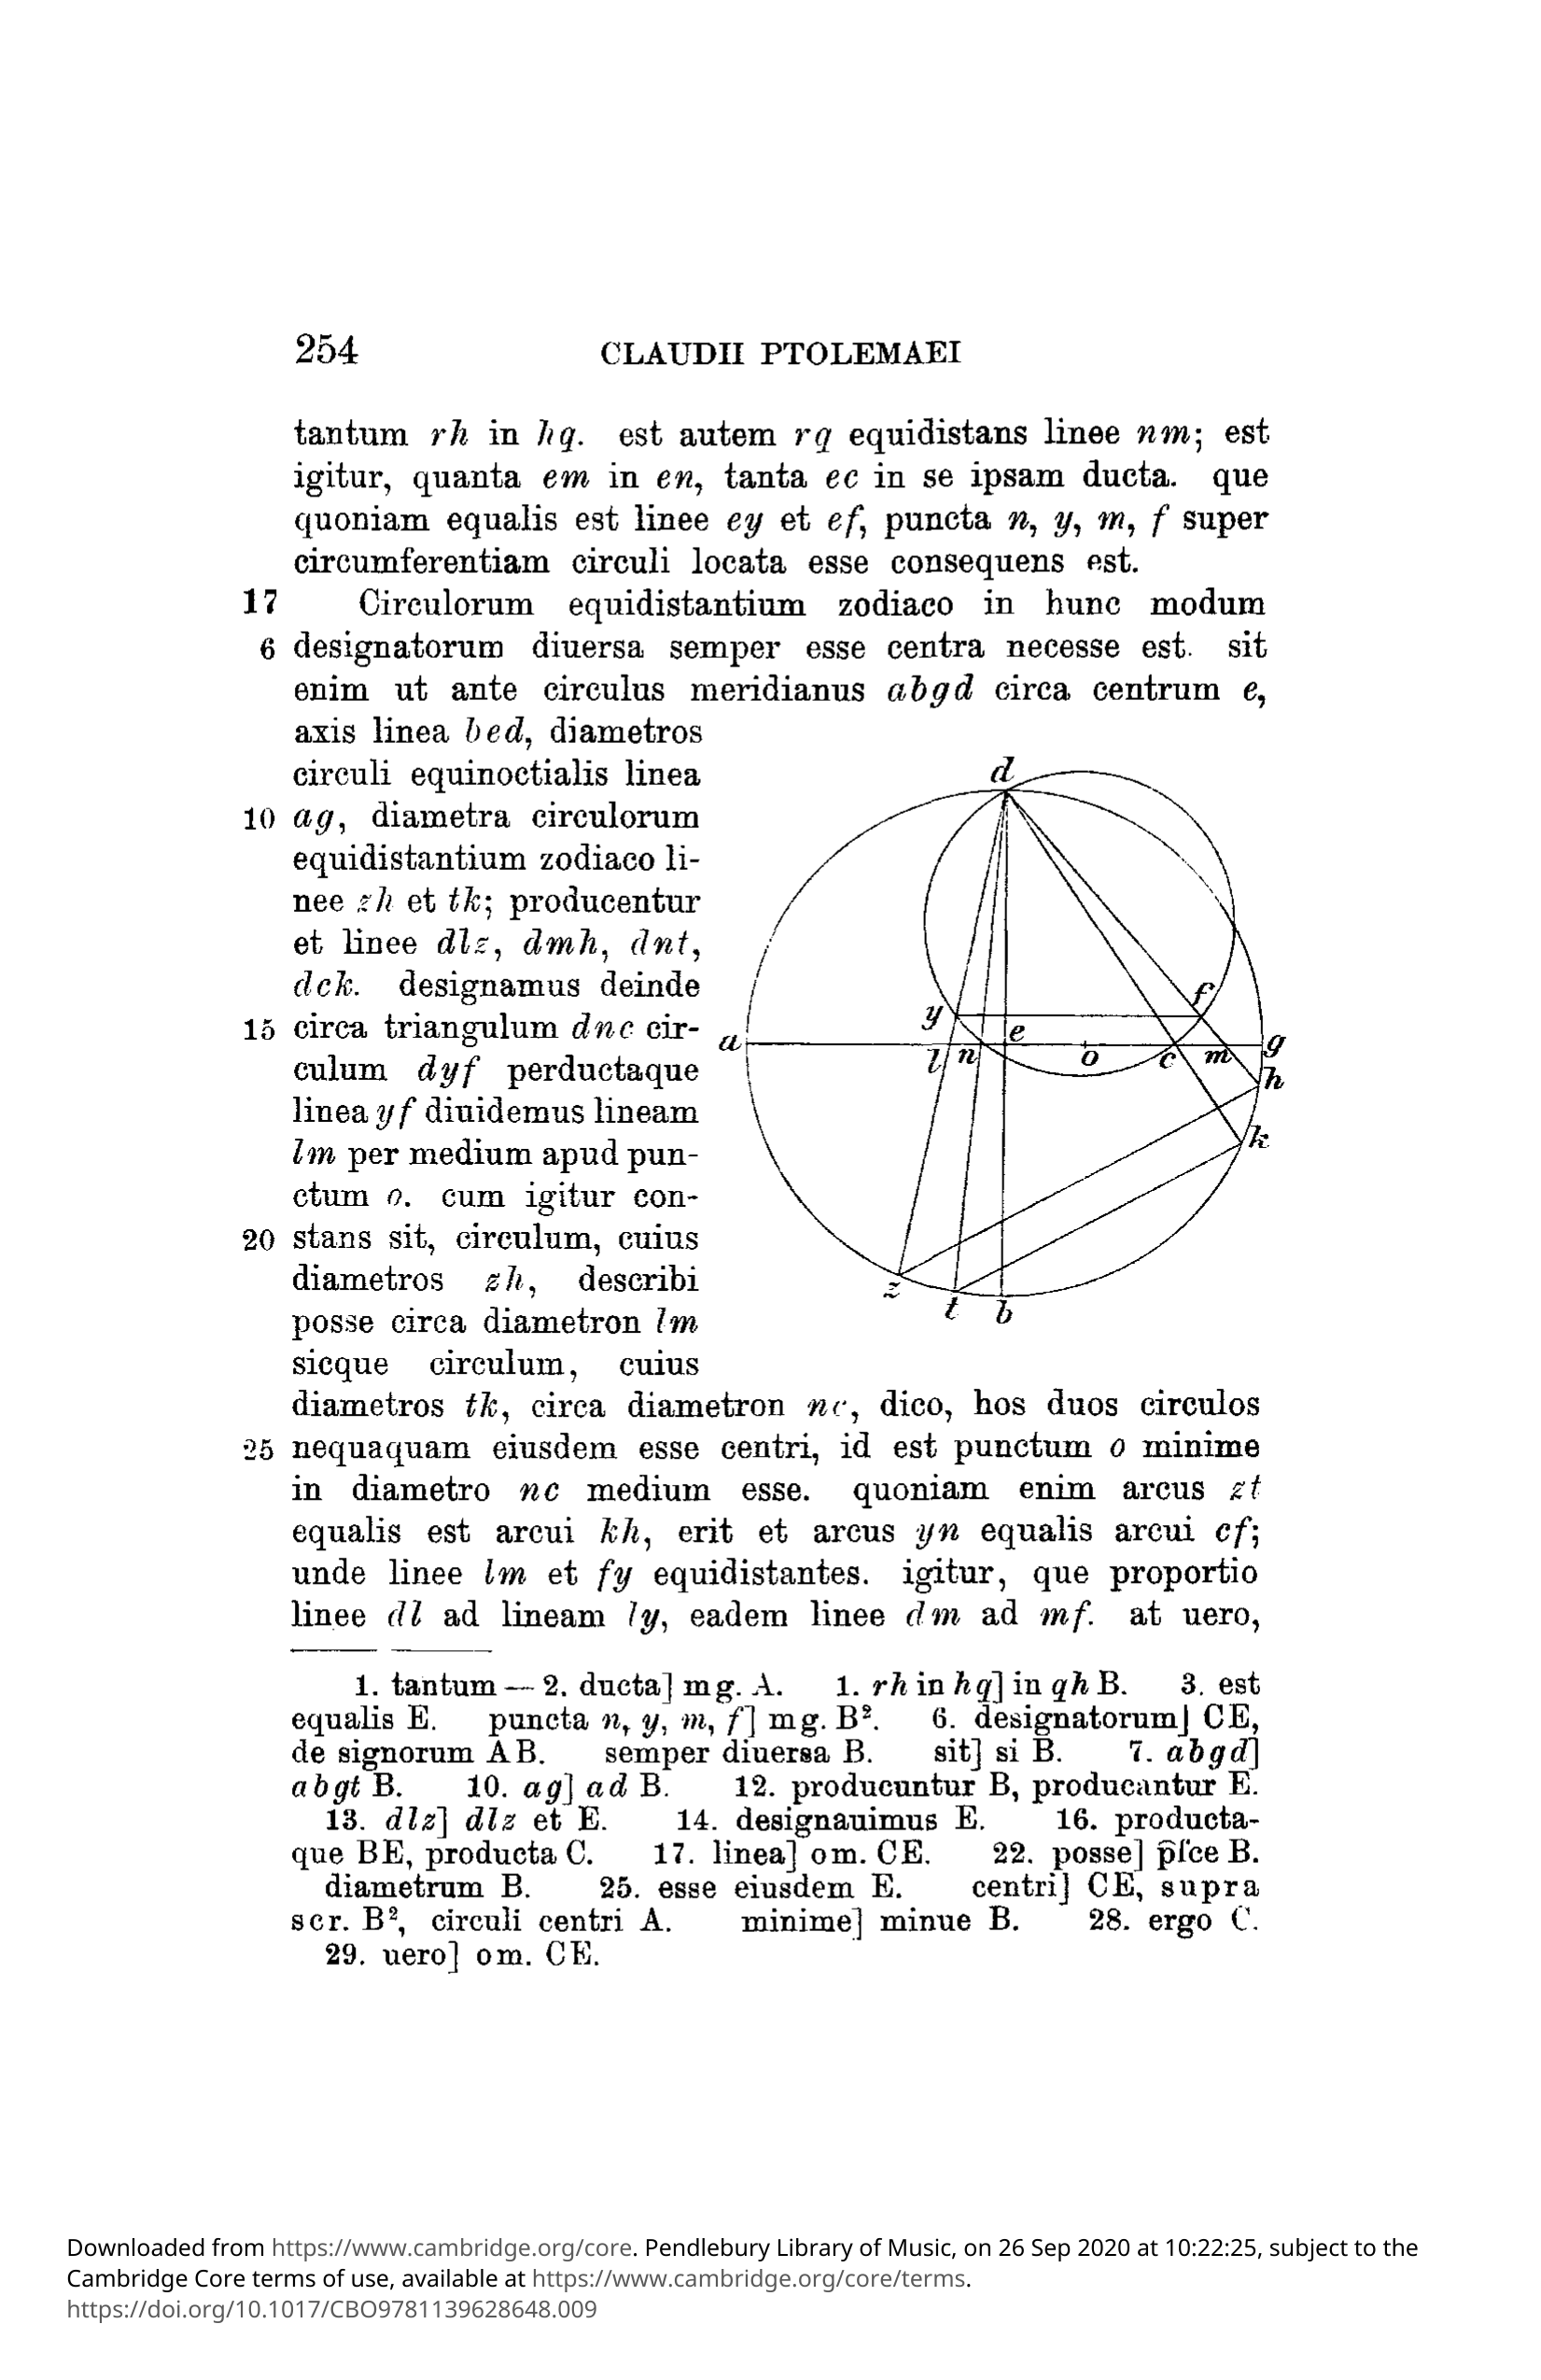 254 CLAUDII PTOLEMAEI
tantum rh in hq. est autem rq equidistans linee nm; est
igitur, quanta em in en, tanta ec in se ipsam ducta. que
quoniam equalis est linee ey et ef, puncta n, y, m, f super
circumferentiam circuli locata esse consequens est.
17 Circulorum equidistantium zodiaco in hunc modum
6 designatorum diuersa semper esse centra necesse est. sit
enim ut ante circulus meridianus abgd circa centrum e,
axis linea bed, diametros
circuli equinoctialis linea
10 ag, diametra circulorum
equidistantium zodiaco li-
nee zh et tk; producentur
et linee dlz, dmh, dnt,
dck. designamus deinde
15 circa triangulum dnc cir-
culum dyf perductaque
linea yf diuidemus lineam
lm per medium apud pun-
ctum o. cum igitur con-
20 stans sit, circulum, cuius
diametros zh, describi
posse circa diametron lm
sicque circulum, cuius
d
y
f
a
e
g
l
n
o
c
m
h
k
z
t
b
diametros tk, circa diametron nc, dico, hos duos circulos
25 nequaquam eiusdem esse centri, id est punctum o minime
in diametro nc medium esse. quoniam enim arcus zt
equalis est arcui kh, erit et arcus yn equalis arcui cf;
unde linee lm et fy equidistantes. igitur, que proportio
linee dl ad lineam ly, eadem linee dm ad mf. at uero,
1. tantum — 2. ducta] mg. A. 1. rh in hq] in qh B. 3. est
equalis E. puncta n, y, m, f] mg. B². 6. designatorum] CE,
de signorum AB. semper diuersa B. sit] si B. 7. abgd]
abgt B. 10. ag] ad B. 12. producuntur B, producantur E.
13. dlz] dlz et E. 14. designauimus E. 16. producta-
que BE, producta C. 17. linea] om. CE. 22. posse] p̄ſce B.
diametrum B. 25. esse eiusdem E. centri] CE, supra
scr. B², circuli centri A. minime] minue B. 28. ergo C.
29. uero] om. CE.
Downloaded from https://www.cambridge.org/core. Pendlebury Library of Music, on 26 Sep 2020 at 10:22:25, subject to the
Cambridge Core terms of use, available at https://www.cambridge.org/core/terms.
https://doi.org/10.1017/CBO9781139628648.009